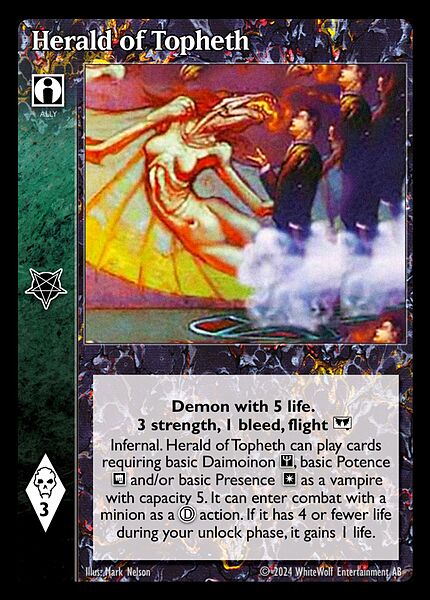 Herald of Topheth
ALLY
Demon with 5 life.
3 strength, 1 bleed, flight
Infernal. Herald of Topheth can play cards
requiring basic Daimoinon , basic Potence
and/or basic Presence as a vampire
with capacity 5. It can enter combat with a
minion as a Ⓓ action. If it has 4 or fewer life
during your unlock phase, it gains 1 life.
3
Illus: Mark Nelson
© 2024 WhiteWolf Entertainment AB